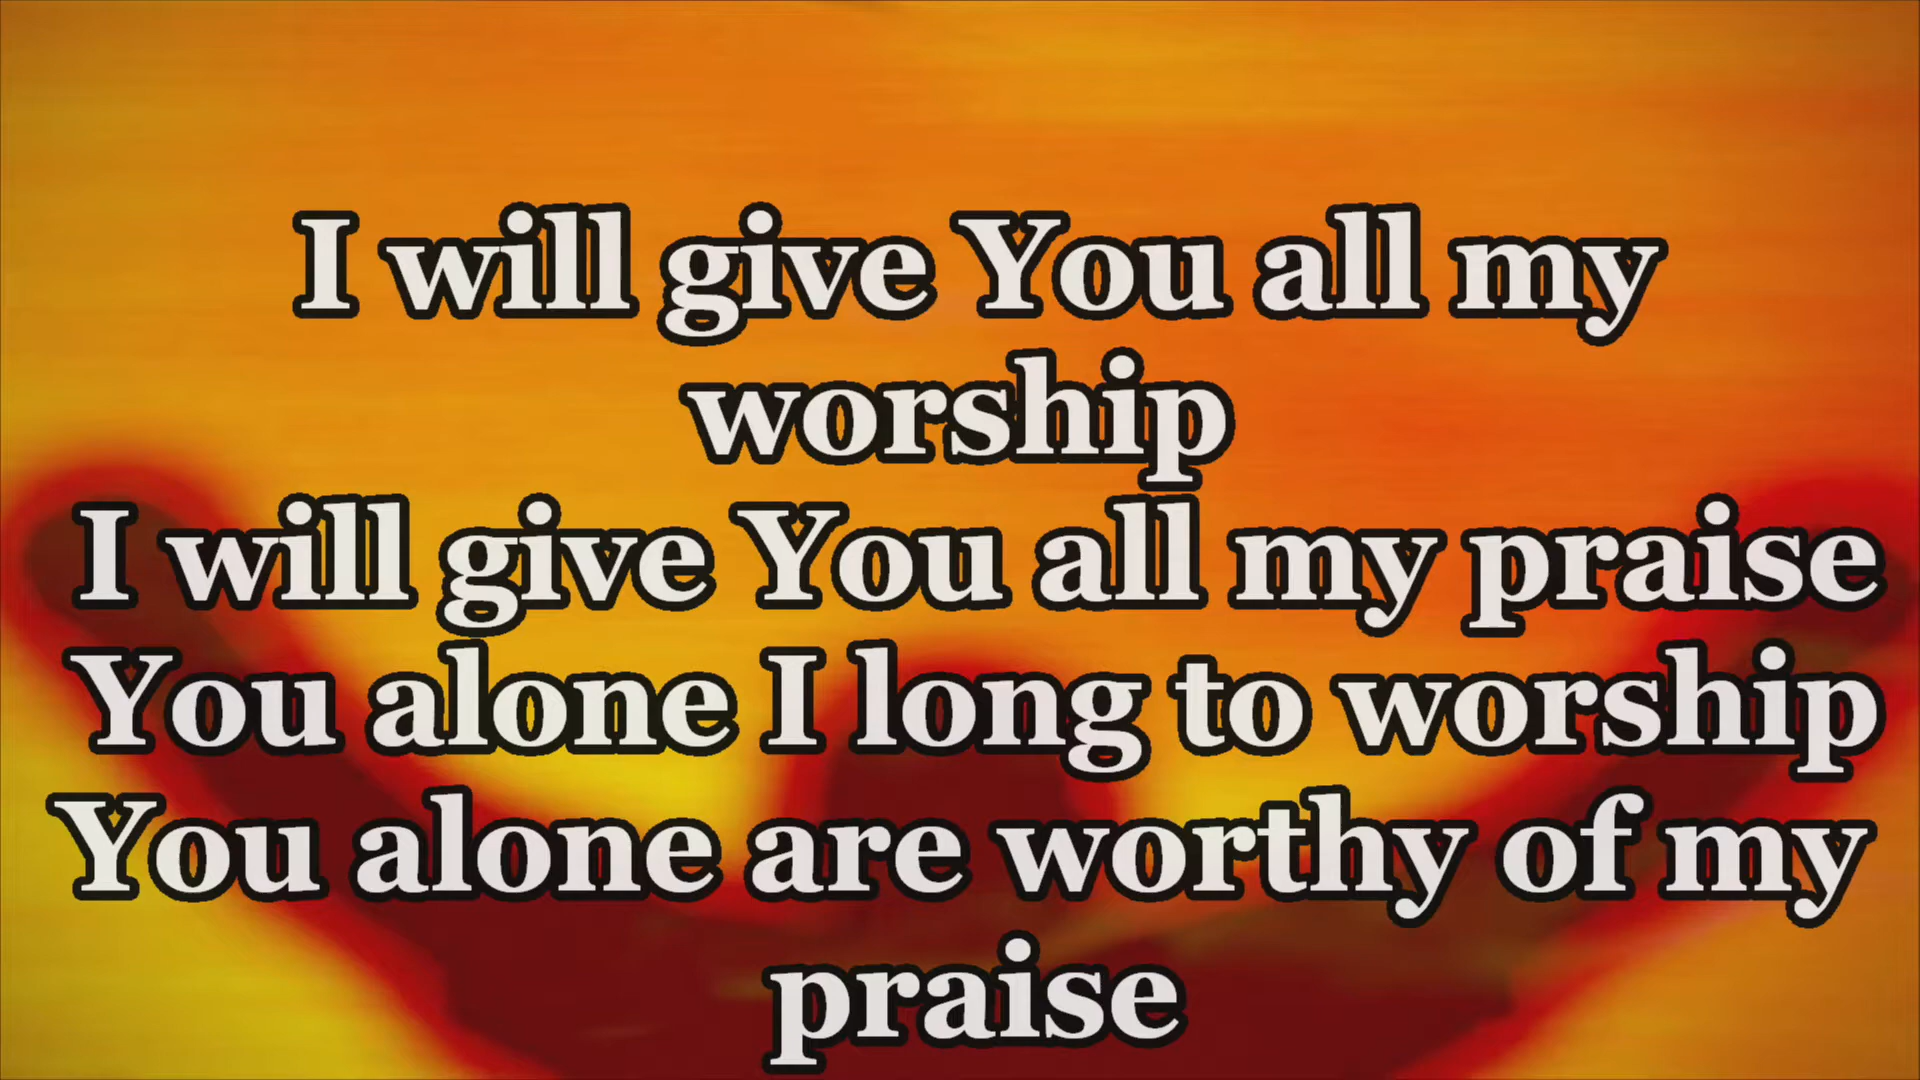 I will give You all my
worship
I will give You all my praise
You alone I long to worship
You alone are worthy of my
praise